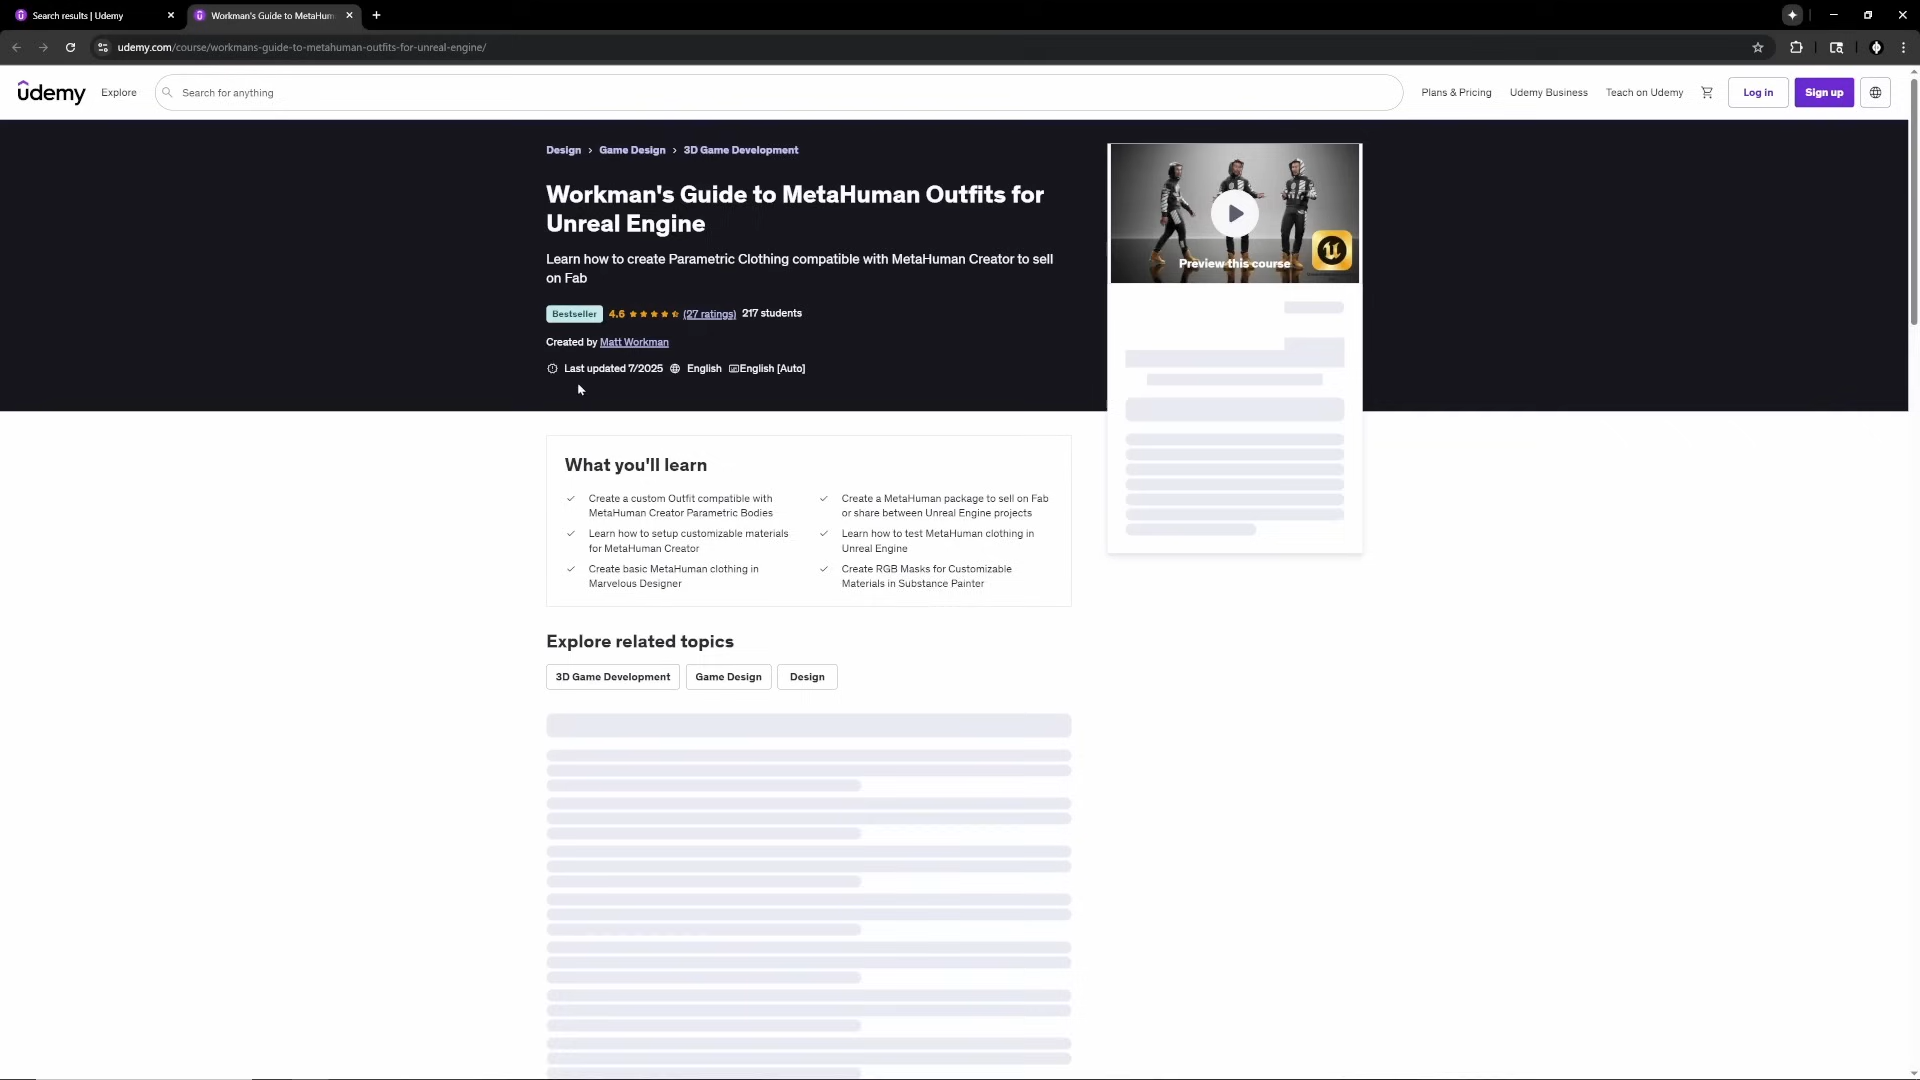 Search results | Udemy
Workman's Guide to MetaHum
udemy.com/course/workmans-guide-to-metahuman-outfits-for-unreal-engine/
udemy
Explore
Search for anything
Plans & Pricing
Udemy Business
Teach on Udemy
Log in
Sign up
Design › Game Design › 3D Game Development
Workman's Guide to MetaHuman Outfits for
Unreal Engine
Learn how to create Parametric Clothing compatible with MetaHuman Creator to sell
on Fab
Bestseller 4.6 (27 ratings) 217 students
Created by Matt Workman
Last updated 7/2025 English English [Auto]
Preview this course
What you'll learn
Create a custom Outfit compatible with
MetaHuman Creator Parametric Bodies
Create a MetaHuman package to sell on Fab
or share between Unreal Engine projects
Learn how to setup customizable materials
for MetaHuman Creator
Learn how to test MetaHuman clothing in
Unreal Engine
Create basic MetaHuman clothing in
Marvelous Designer
Create RGB Masks for Customizable
Materials in Substance Painter
Explore related topics
3D Game Development
Game Design
Design